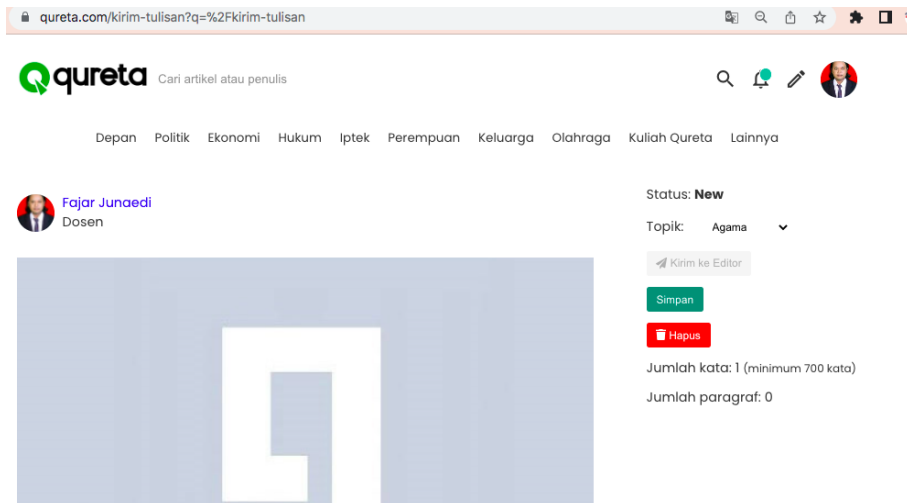 qureta.com/kirim-tulisan?q=%2Fkirim-tulisan
qureta Cari artikel atau penulis
Depan Politik Ekonomi Hukum Iptek Perempuan Keluarga Olahraga Kuliah Qureta Lainnya
Fajar Junaedi
Dosen
Status: New
Topik: Agama
Kirim ke Editor
Simpan
Hapus
Jumlah kata: 1 (minimum 700 kata)
Jumlah paragraf: 0